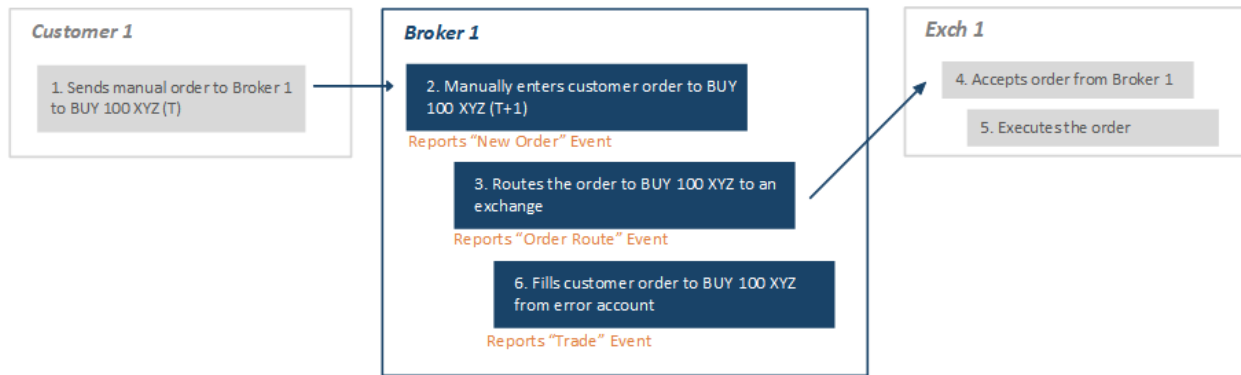 Customer 1
1. Sends manual order to Broker 1
to BUY 100 XYZ (T)
Broker 1
2. Manually enters customer order to BUY
100 XYZ (T+1)
Reports “New Order” Event
3. Routes the order to BUY 100 XYZ to an
exchange
Reports “Order Route” Event
6. Fills customer order to BUY 100 XYZ
from error account
Reports “Trade” Event
Exch 1
4. Accepts order from Broker 1
5. Executes the order